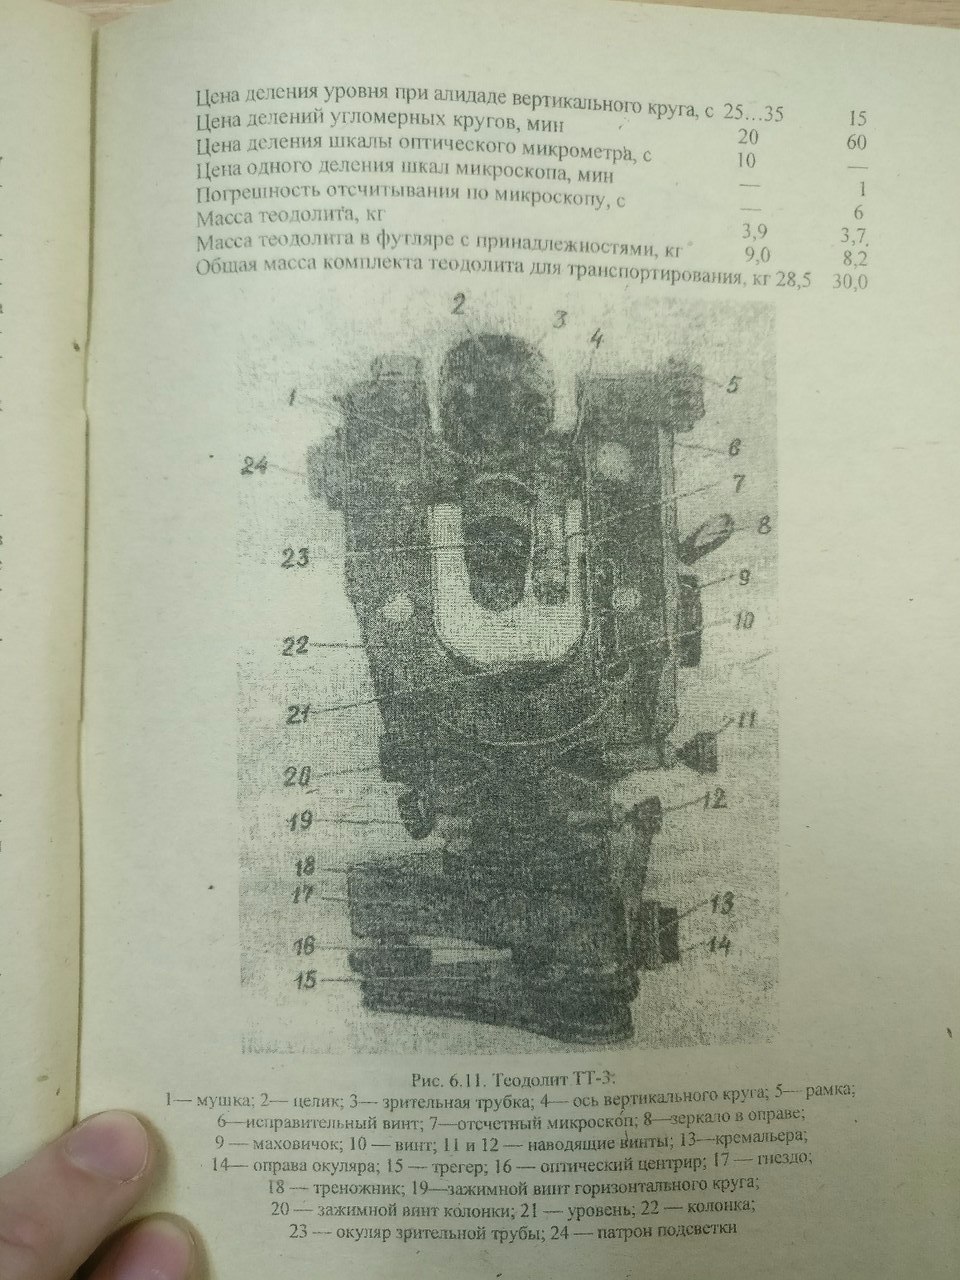 Цена деления уровня при алидаде вертикального круга, с 25...35 15
Цена делений угломерных кругов, мин 20 60
Цена деления шкалы оптического микрометра, с 10 —
Цена одного деления шкал микроскопа, мин — 1
Погрешность отсчитывания по микроскопу, с — 6
Масса теодолита, кг 3,9 3,7
Масса теодолита в футляре с принадлежностями, кг 9,0 8,2
Общая масса комплекта теодолита для транспортирования, кг 28,5 30,0
2
3
4
1
5
24
6
7
8
23
9
10
22
21
11
20
12
19
18
17
13
16
14
15
Рис. 6.11. Теодолит ТТ-3:
1— мушка; 2— целик; 3— зрительная трубка; 4— ось вертикального круга; 5— рамка;
6—исправительный винт; 7—отсчетный микроскоп; 8—зеркало в оправе;
9 — маховичок; 10 — винт; 11 и 12 — наводящие винты; 13—кремальера;
14— оправа окуляра; 15 — трегер; 16 — оптический центрир; 17 — гнездо;
18 — треножник; 19—зажимной винт горизонтального круга;
20 — зажимной винт колонки; 21 — уровень; 22 — колонка;
23 — окуляр зрительной трубы; 24 — патрон подсветки